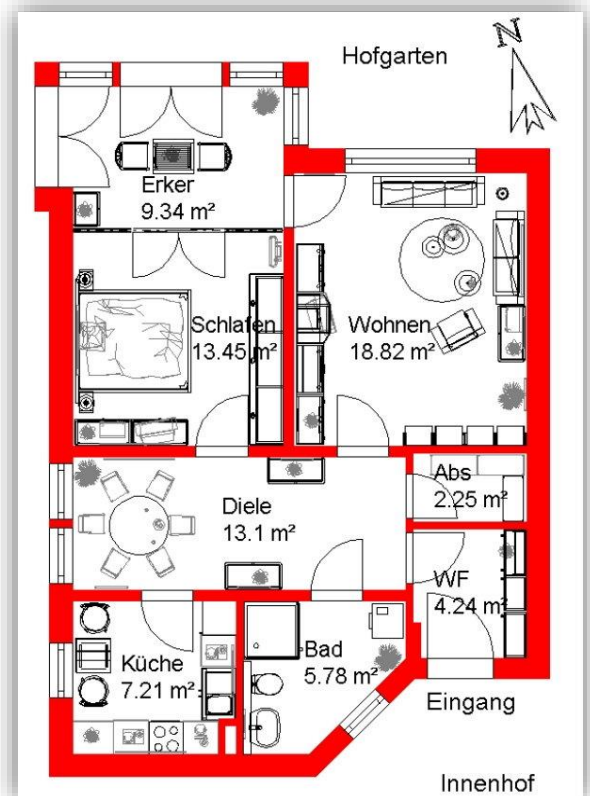 N
Hofgarten
Erker
9.34 m²
Schlafen
13.45 m²
Wohnen
18.82 m²
Abs
2.25 m²
Diele
13.1 m²
WF
4.24 m²
Küche
7.21 m²
Bad
5.78 m²
Eingang
Innenhof